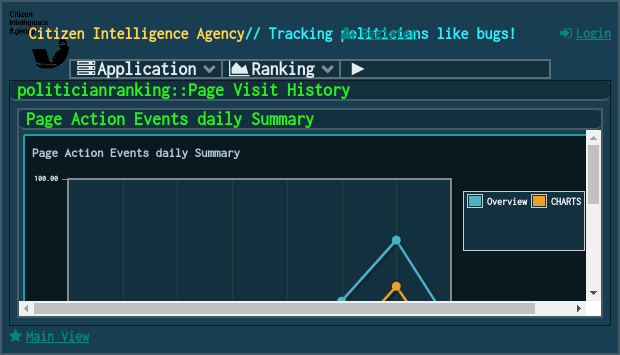 Citizen
Intelligence
Agency
Citizen Intelligence Agency// Tracking politicians like bugs!
Register
Login
Application
Ranking
politicianranking::Page Visit History
Page Action Events daily Summary
Page Action Events daily Summary
100.00
Overview
CHARTS
Main View